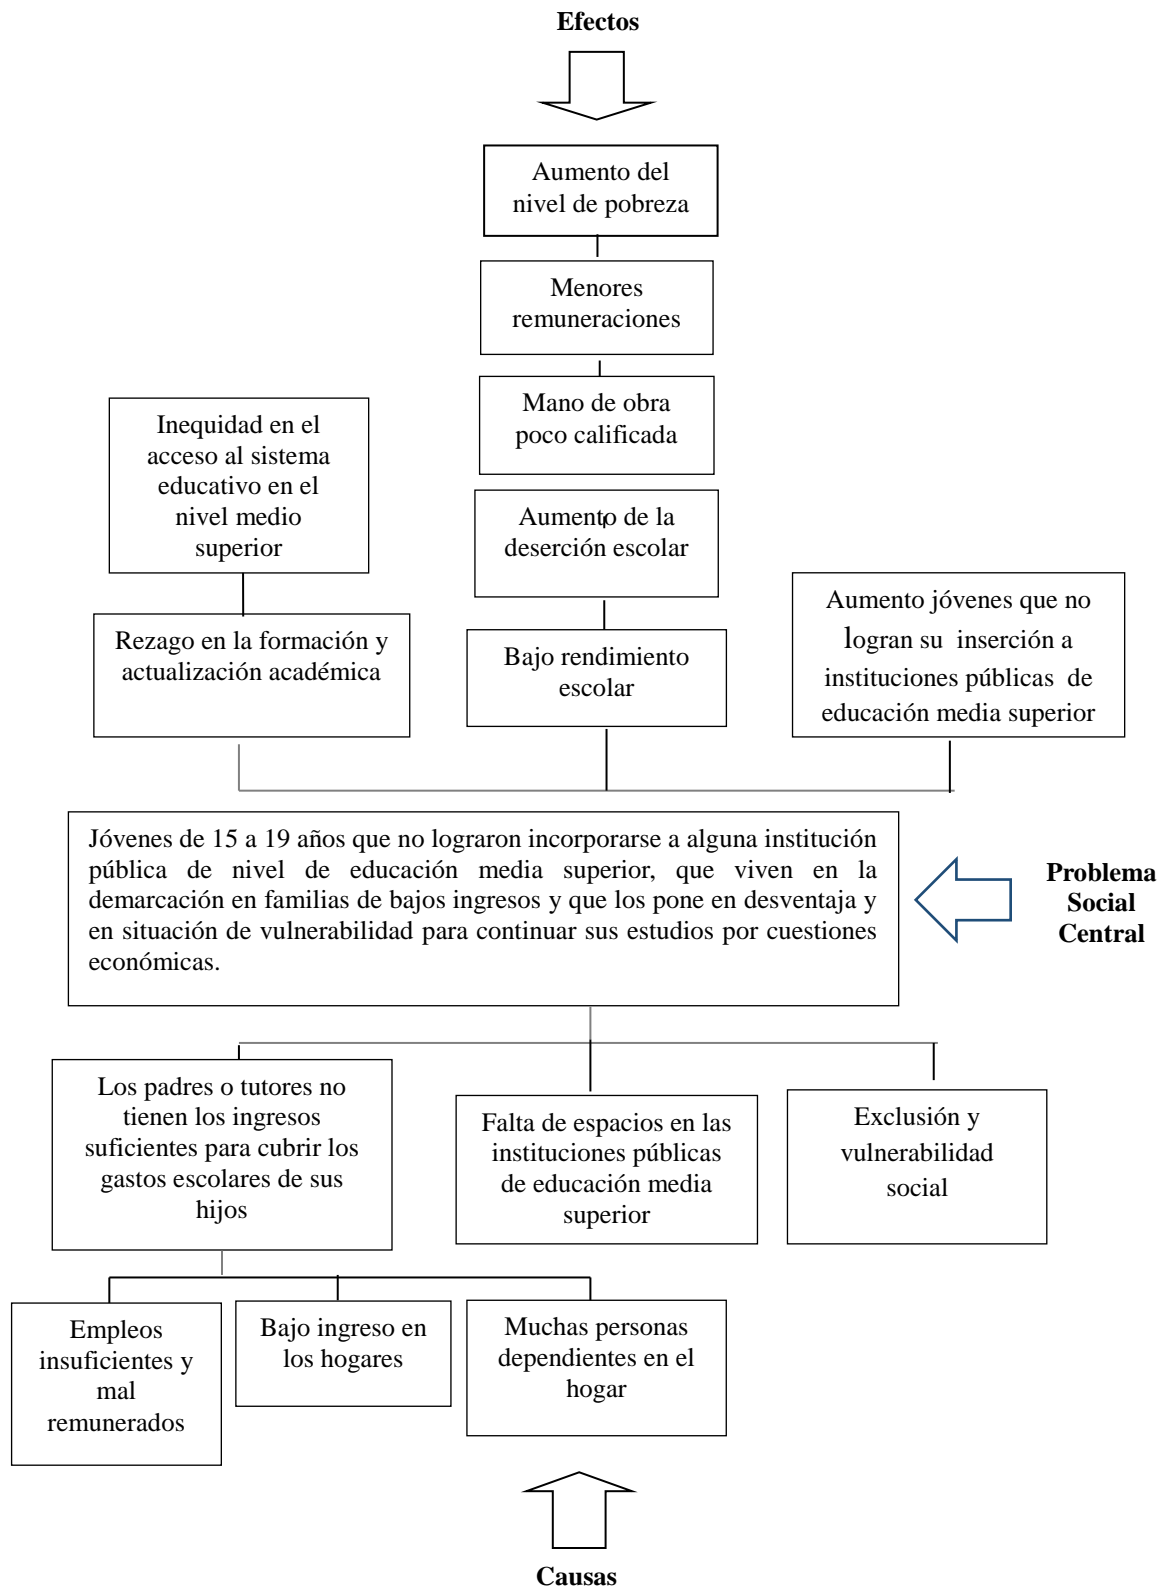 Efectos
Aumento del
nivel de pobreza
Menores
remuneraciones
Mano de obra
poco calificada
Inequidad en el
acceso al sistema
educativo en el
nivel medio
superior
Aumento de la
deserción escolar
Rezago en la formación y
actualización académica
Bajo rendimiento
escolar
Aumento jóvenes que no
logran su inserción a
instituciones públicas de
educación media superior
Jóvenes de 15 a 19 años que no lograron incorporarse a alguna institución
pública de nivel de educación media superior, que viven en la
demarcación en familias de bajos ingresos y que los pone en desventaja y
en situación de vulnerabilidad para continuar sus estudios por cuestiones
económicas.
Problema
Social
Central
Los padres o tutores no
tienen los ingresos
suficientes para cubrir los
gastos escolares de sus
hijos
Falta de espacios en las
instituciones públicas
de educación media
superior
Exclusión y
vulnerabilidad
social
Empleos
insuficientes y
mal
remunerados
Bajo ingreso en
los hogares
Muchas personas
dependientes en el
hogar
Causas